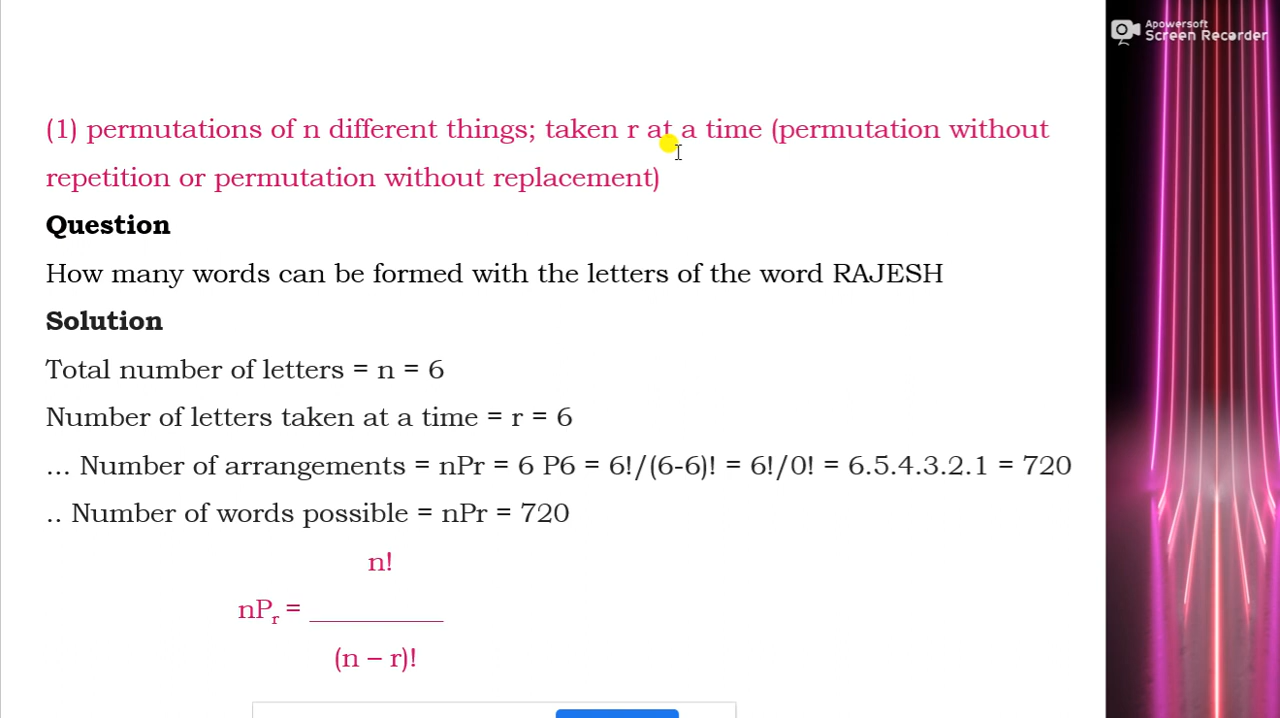 Apowersoft
Screen Recorder
(1) permutations of n different things; taken r at a time (permutation without
repetition or permutation without replacement)
Question
How many words can be formed with the letters of the word RAJESH
Solution
Total number of letters = n = 6
Number of letters taken at a time = r = 6
... Number of arrangements = nPr = 6 P6 = 6!/(6-6)! = 6!/0! = 6.5.4.3.2.1 = 720
.. Number of words possible = nPr = 720
n!
nPr = __________
(n – r)!